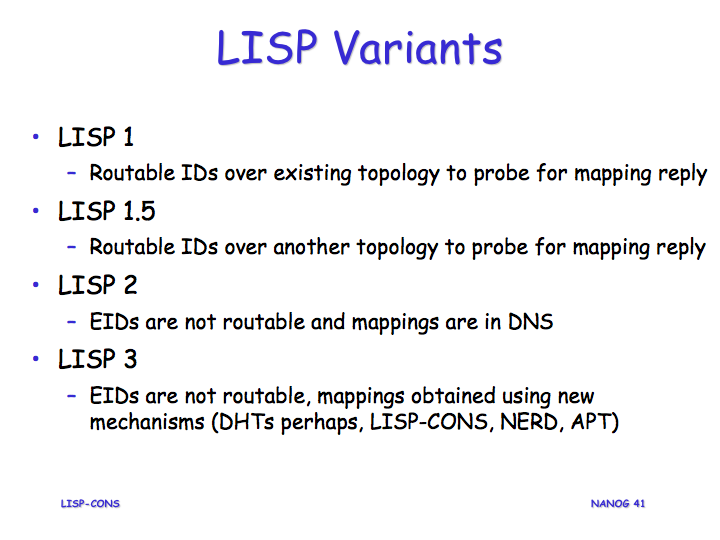 LISP Variants
• LISP 1
– Routable IDs over existing topology to probe for mapping reply
• LISP 1.5
– Routable IDs over another topology to probe for mapping reply
• LISP 2
– EIDs are not routable and mappings are in DNS
• LISP 3
– EIDs are not routable, mappings obtained using new
mechanisms (DHTs perhaps, LISP-CONS, NERD, APT)
LISP-CONS
NANOG 41